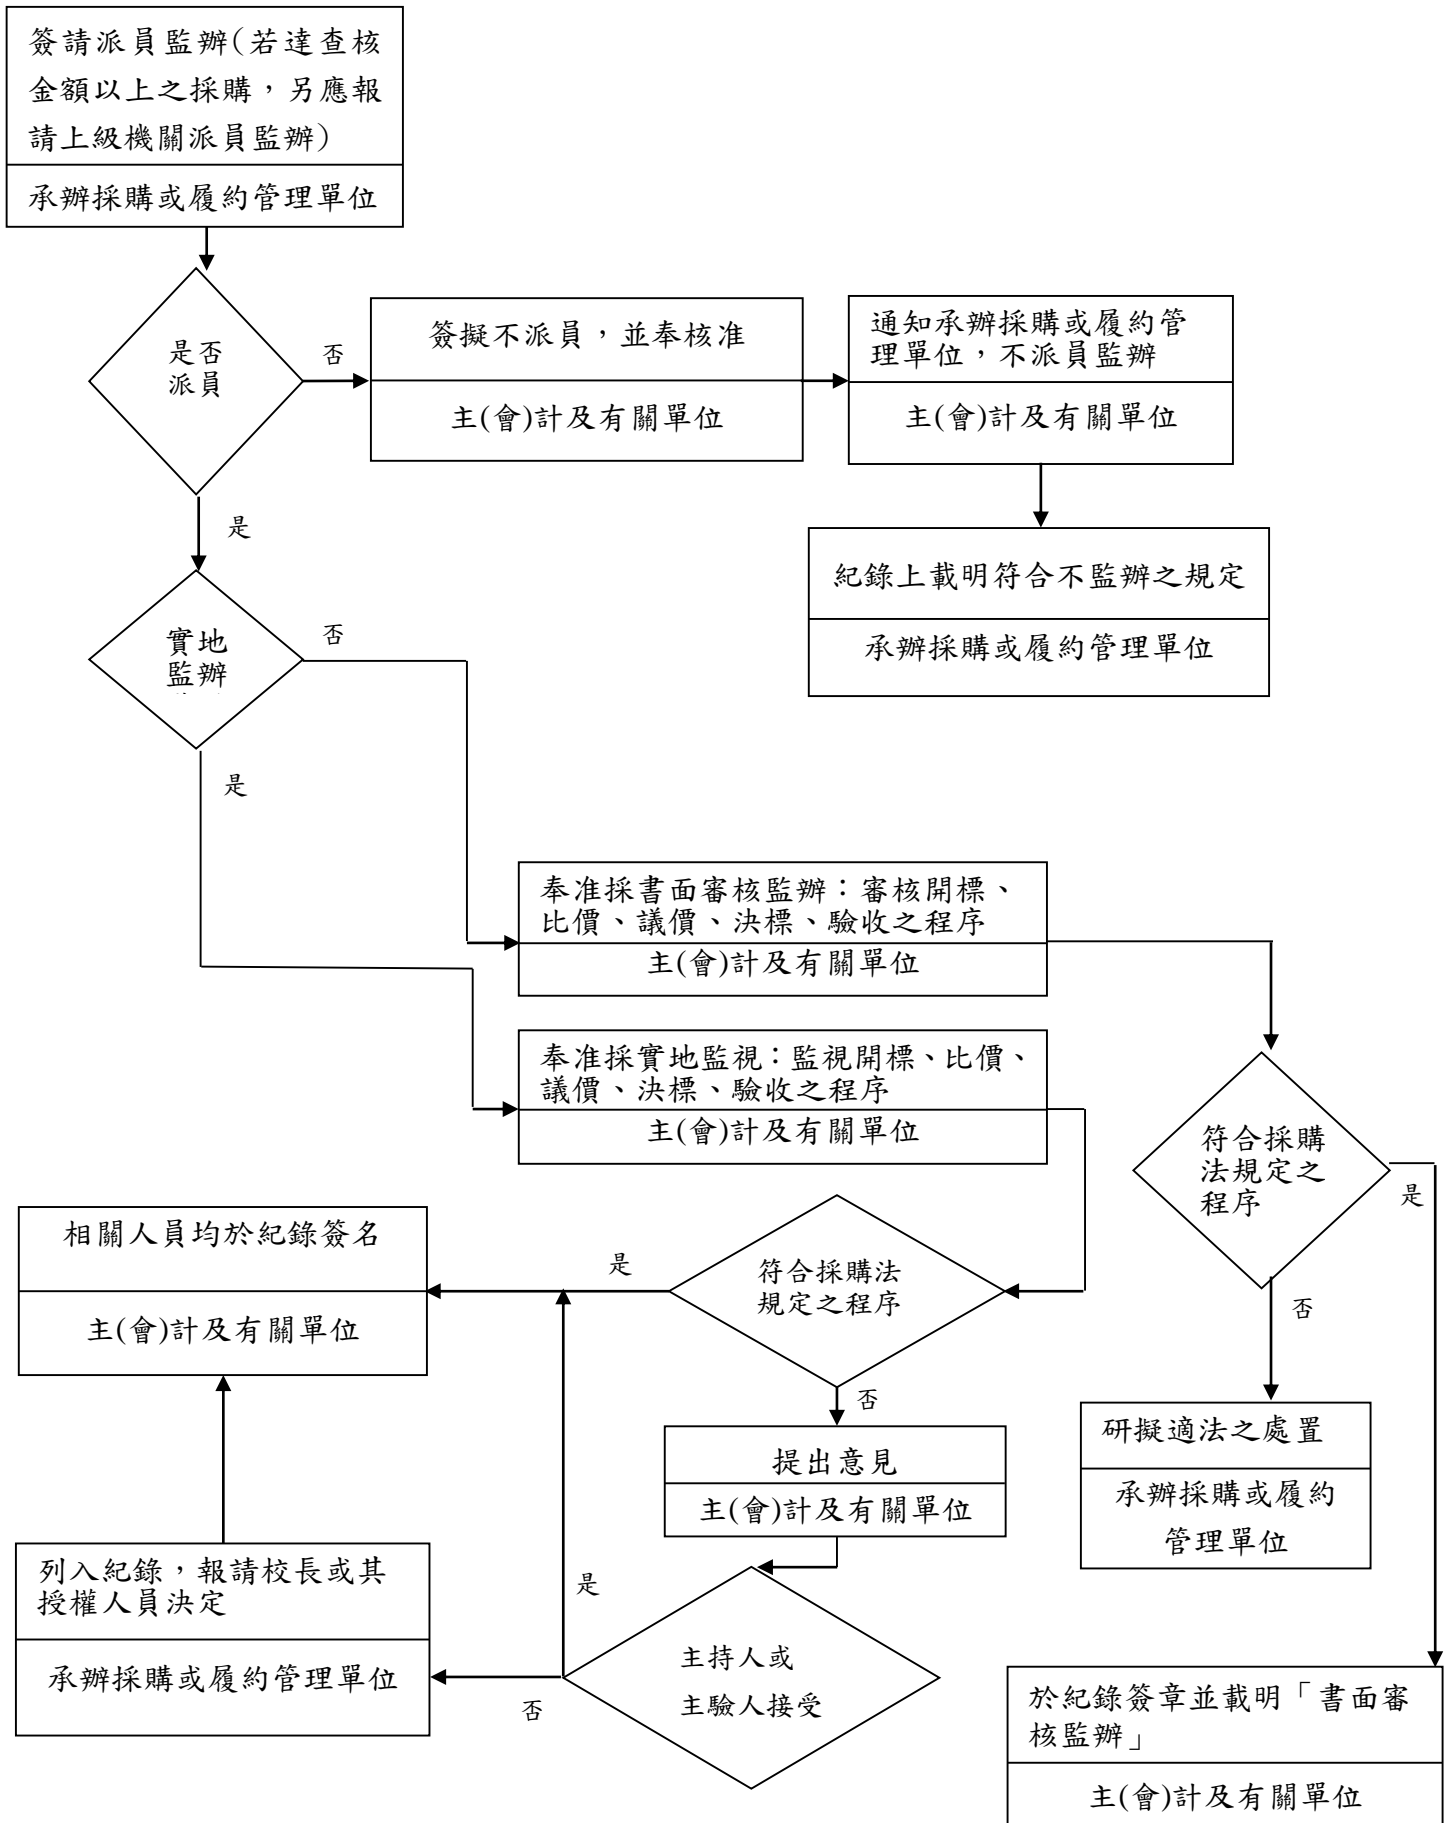 簽請派員監辦(若達查核
金額以上之採購，另應報
請上級機關派員監辦)
承辦採購或履約管理單位
是否
派員
否
簽擬不派員，並奉核准
主(會)計及有關單位
通知承辦採購或履約管
理單位，不派員監辦
主(會)計及有關單位
是
紀錄上載明符合不監辦之規定
承辦採購或履約管理單位
實地
監辦
否
是
奉准採書面審核監辦：審核開標、
比價、議價、決標、驗收之程序
主(會)計及有關單位
奉准採實地監視：監視開標、比價、
議價、決標、驗收之程序
主(會)計及有關單位
符合採購
法規定之
程序
是
否
相關人員均於紀錄簽名
主(會)計及有關單位
是
符合採購法
規定之程序
否
提出意見
主(會)計及有關單位
研擬適法之處置
承辦採購或履約
管理單位
列入紀錄，報請校長或其
授權人員決定
承辦採購或履約管理單位
是
否
主持人或
主驗人接受
於紀錄簽章並載明「書面審
核監辦」
主(會)計及有關單位